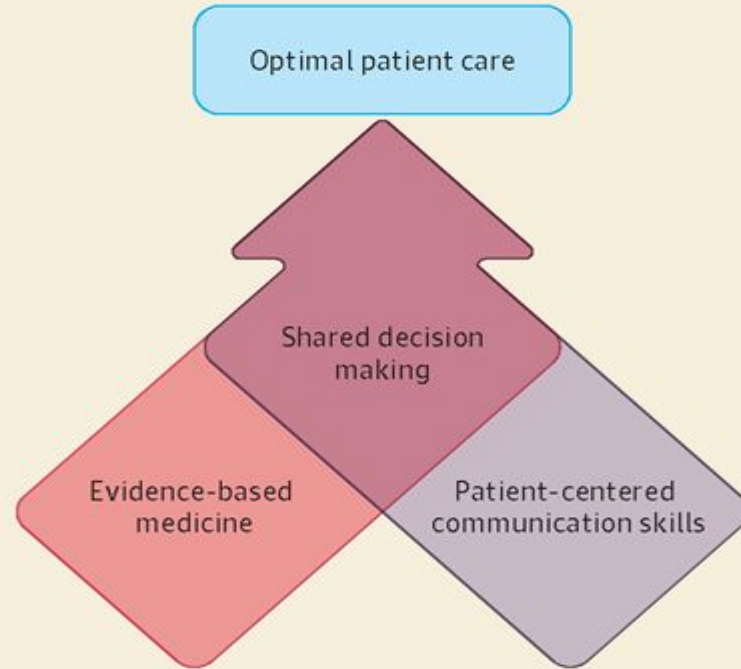 Optimal patient care
Shared decision
making
Evidence-based
medicine
Patient-centered
communication skills